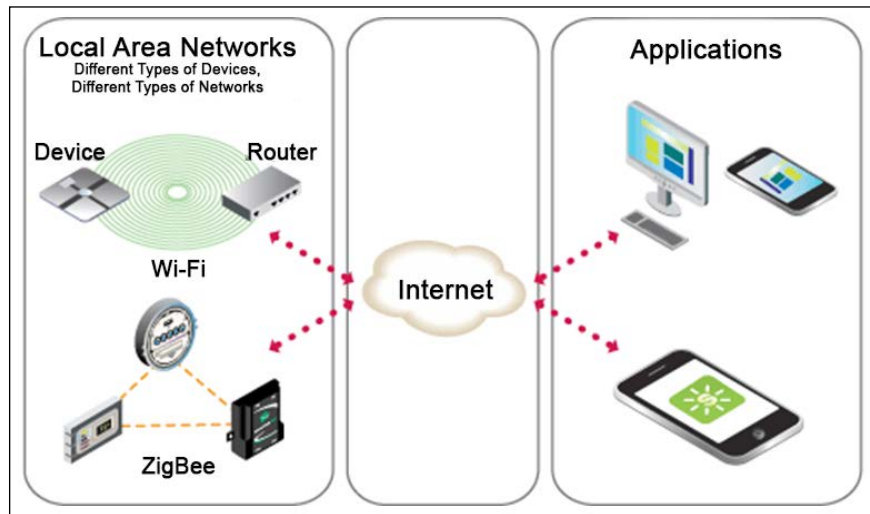 Local Area Networks
Different Types of Devices,
Different Types of Networks
Device
Router
Wi-Fi
ZigBee
Internet
Applications